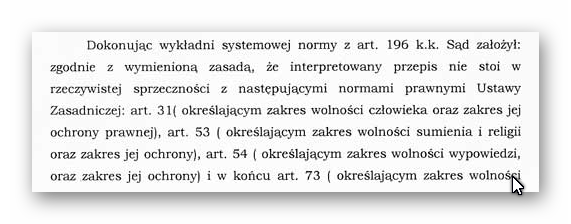 Dokonując wykładni systemowej normy z art. 196 k.k. Sąd założył:
zgodnie z wymienioną zasadą, że interpretowany przepis nie stoi w
rzeczywistej sprzeczności z następującymi normami prawnymi Ustawy
Zasadniczej: art. 31( określającym zakres wolności człowieka oraz zakres jej
ochrony prawnej), art. 53 ( określającym zakres wolności sumienia i religii
oraz zakres jej ochrony), art. 54 ( określającym zakres wolności wypowiedzi,
oraz zakres jej ochrony) i w końcu art. 73 ( określającym zakres wolności